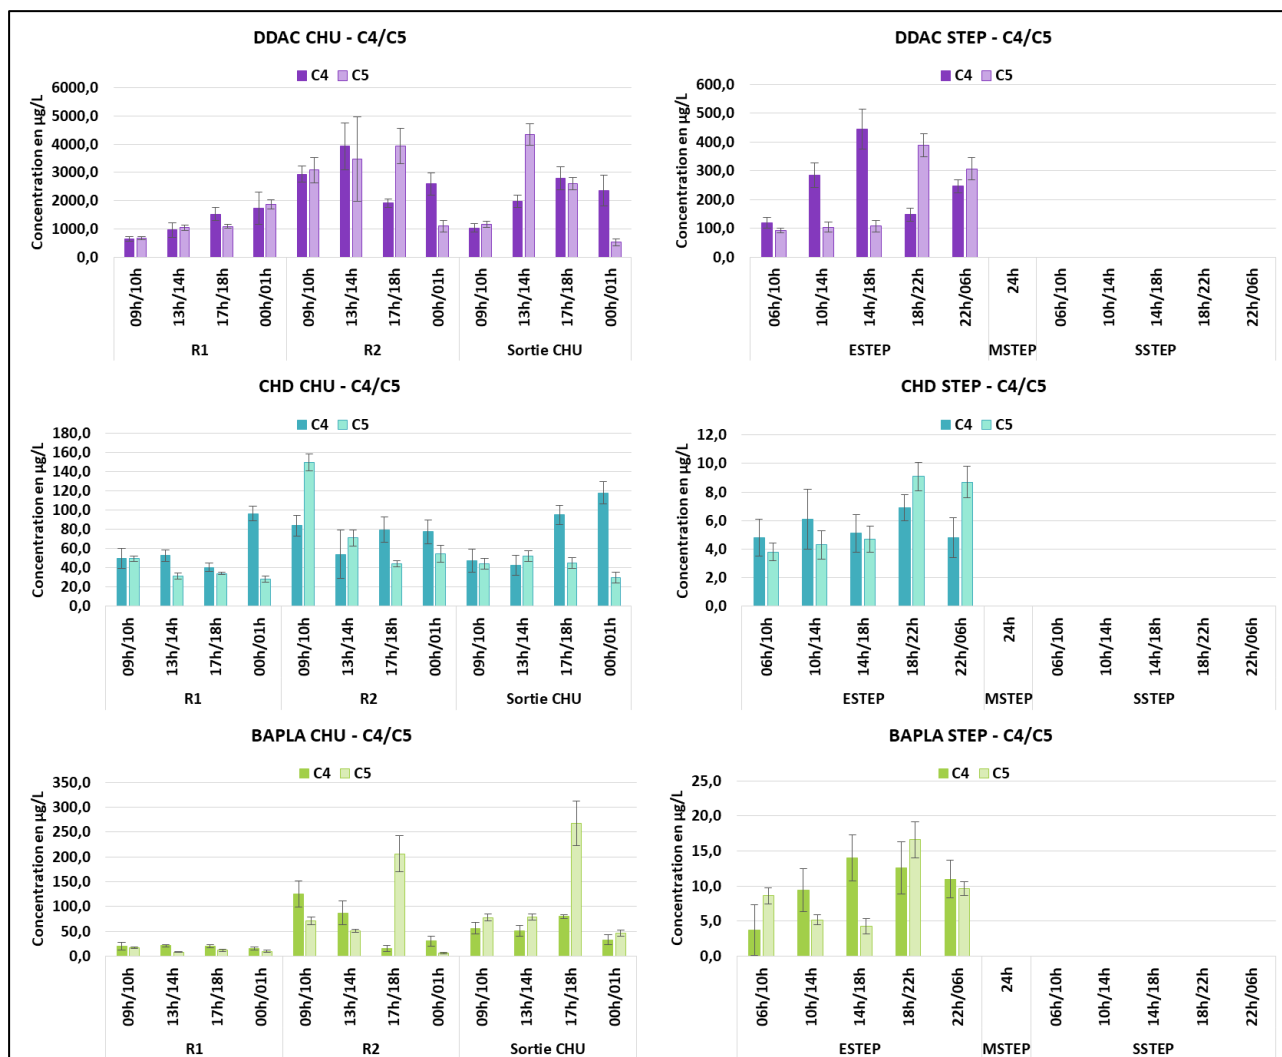 DDAC CHU - C4/C5
C4 C5
Concentration en µg/L
6000,0
5000,0
4000,0
3000,0
2000,0
1000,0
0,0
09h/10h 13h/14h 17h/18h 00h/01h 09h/10h 13h/14h 17h/18h 00h/01h 09h/10h 13h/14h 17h/18h 00h/01h
R1 R2 Sortie CHU
DDAC STEP - C4/C5
C4 C5
Concentration en µg/L
600,0
500,0
400,0
300,0
200,0
100,0
0,0
06h/10h 10h/14h 14h/18h 18h/22h 22h/06h 24h 06h/10h 10h/14h 14h/18h 18h/22h 22h/06h
ESTEP MSTEP SSTEP
CHD CHU - C4/C5
C4 C5
Concentration en µg/L
180,0
160,0
140,0
120,0
100,0
80,0
60,0
40,0
20,0
0,0
09h/10h 13h/14h 17h/18h 00h/01h 09h/10h 13h/14h 17h/18h 00h/01h 09h/10h 13h/14h 17h/18h 00h/01h
R1 R2 Sortie CHU
CHD STEP - C4/C5
C4 C5
Concentration en µg/L
12,0
10,0
8,0
6,0
4,0
2,0
0,0
06h/10h 10h/14h 14h/18h 18h/22h 22h/06h 24h 06h/10h 10h/14h 14h/18h 18h/22h 22h/06h
ESTEP MSTEP SSTEP
BAPLA CHU - C4/C5
C4 C5
Concentration en µg/L
350,0
300,0
250,0
200,0
150,0
100,0
50,0
0,0
09h/10h 13h/14h 17h/18h 00h/01h 09h/10h 13h/14h 17h/18h 00h/01h 09h/10h 13h/14h 17h/18h 00h/01h
R1 R2 Sortie CHU
BAPLA STEP - C4/C5
C4 C5
Concentration en µg/L
25,0
20,0
15,0
10,0
5,0
0,0
06h/10h 10h/14h 14h/18h 18h/22h 22h/06h 24h 06h/10h 10h/14h 14h/18h 18h/22h 22h/06h
ESTEP MSTEP SSTEP